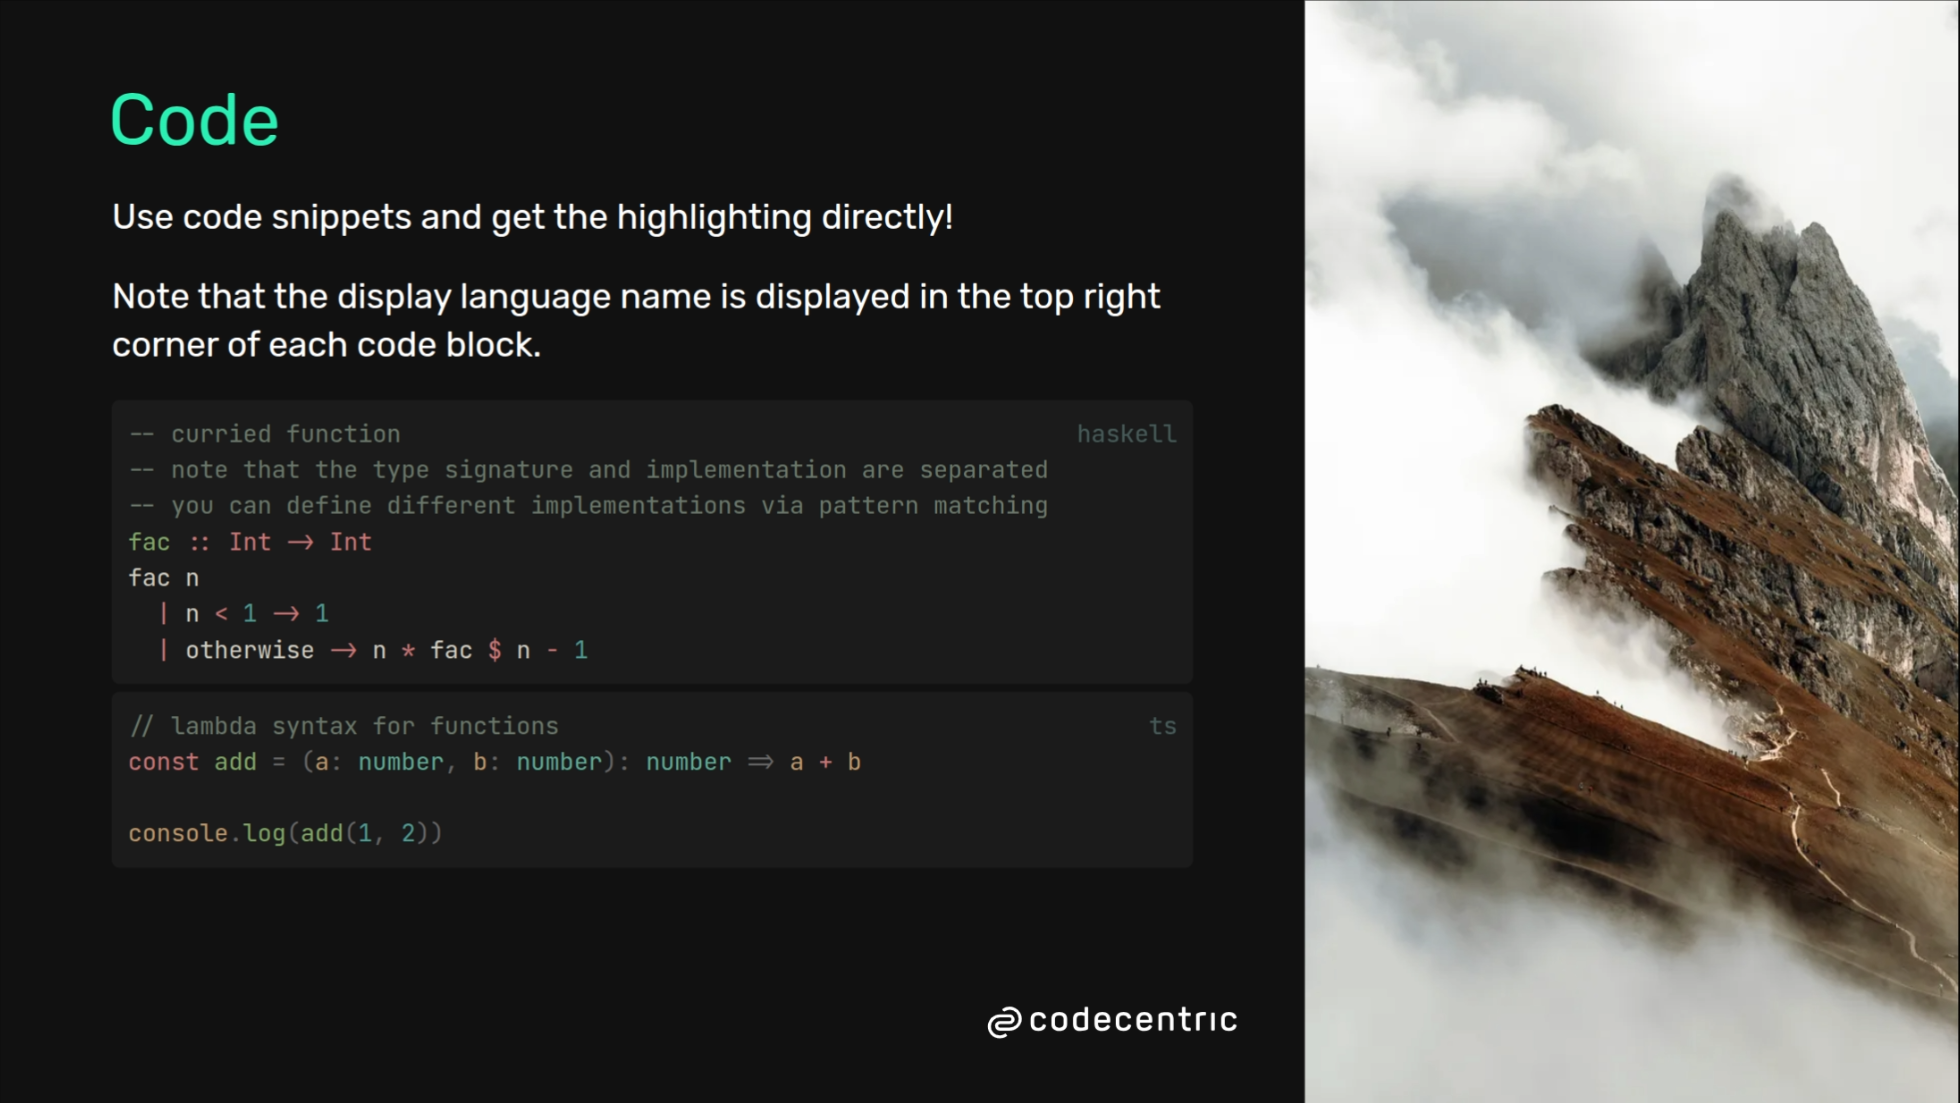 Code
Use code snippets and get the highlighting directly!
Note that the display language name is displayed in the top right
corner of each code block.
-- curried function
haskell
-- note that the type signature and implementation are separated
-- you can define different implementations via pattern matching
fac :: Int -> Int
fac n
  | n < 1 -> 1
  | otherwise -> n * fac $ n - 1
// lambda syntax for functions
ts
const add = (a: number, b: number): number => a + b
console.log(add(1, 2))
codecentric